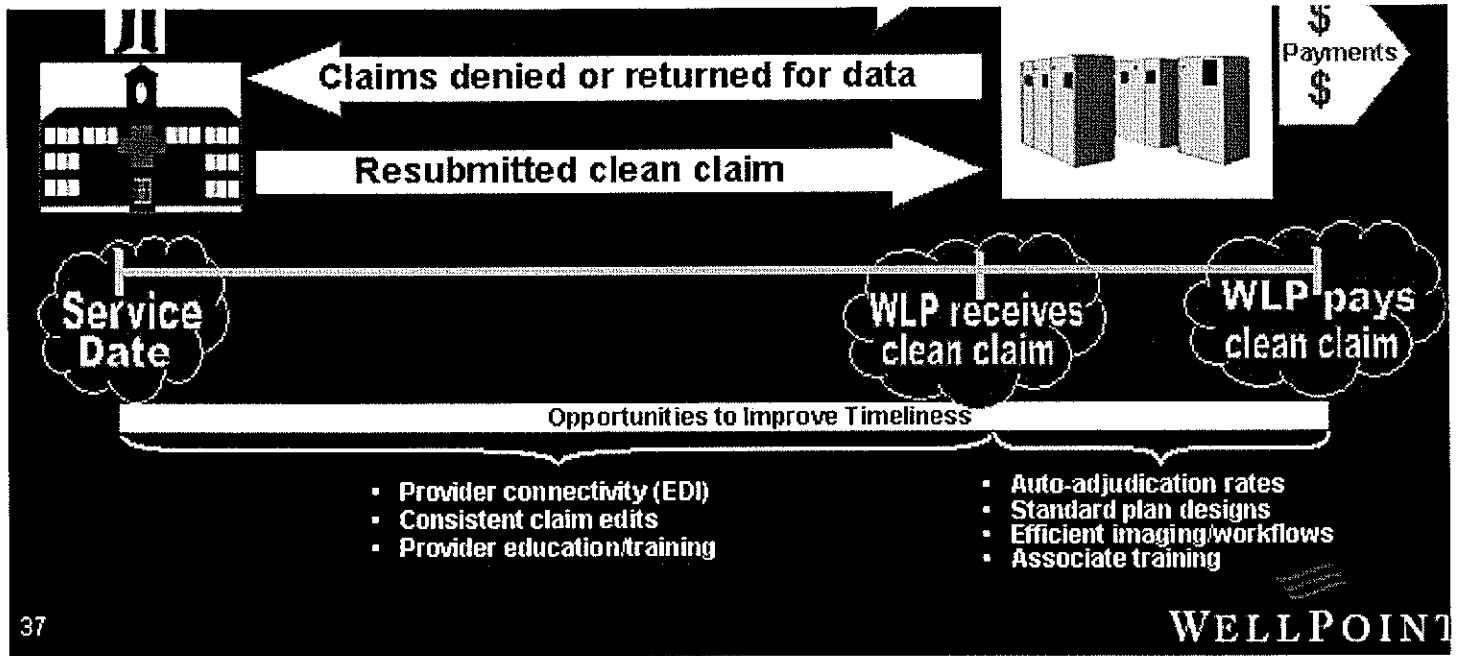 $
Payments
$
Claims denied or returned for data
Resubmitted clean claim
Service
Date
WLP receives
clean claim
WLP pays
clean claim
Opportunities to Improve Timeliness
• Provider connectivity (EDI)
• Consistent claim edits
• Provider education/training
• Auto-adjudication rates
• Standard plan designs
• Efficient imaging/workflows
• Associate training
37
WELLPOINT